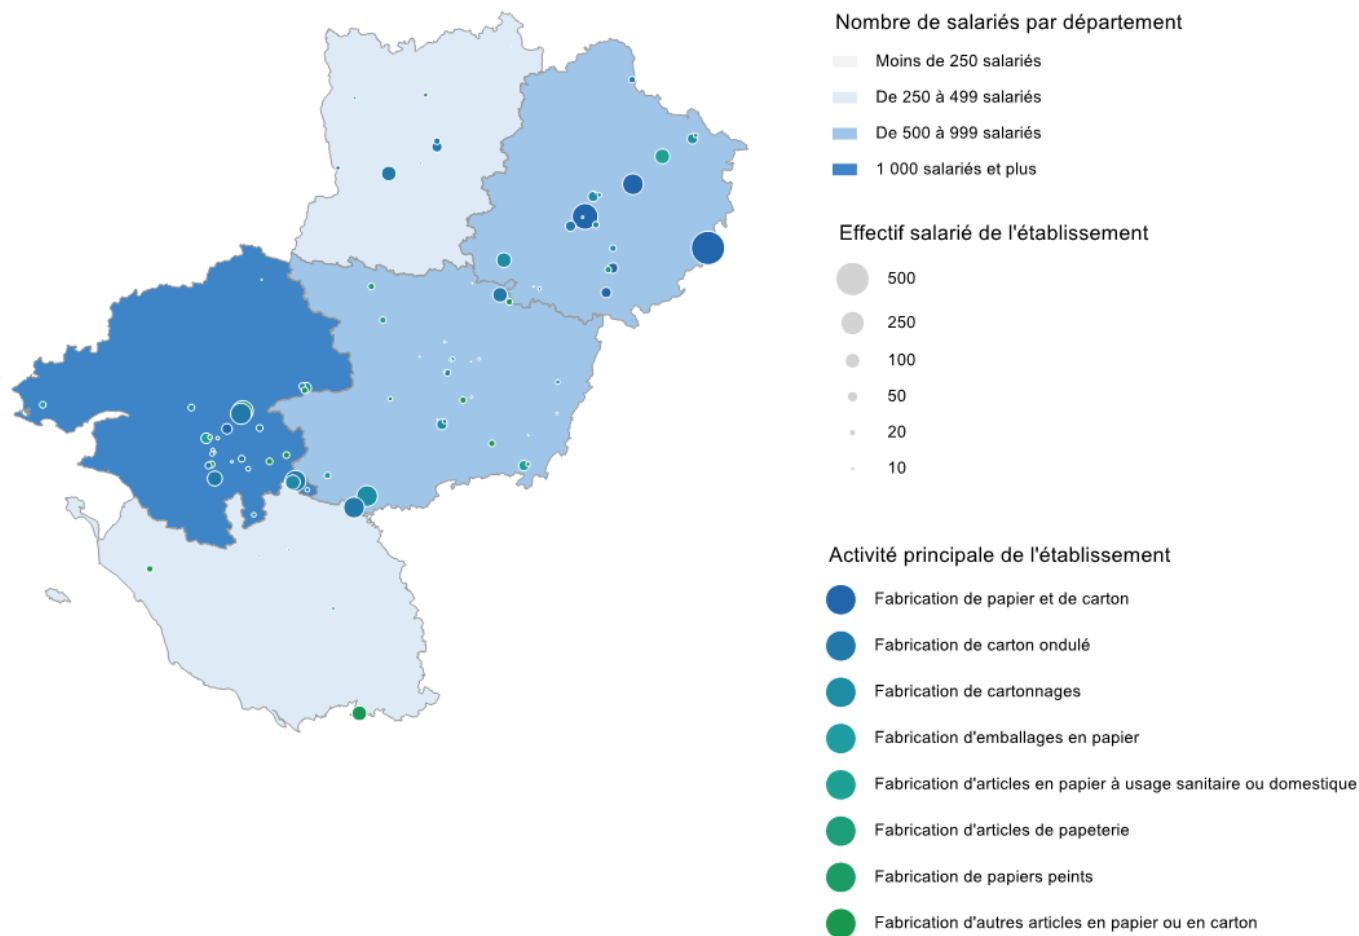 Nombre de salariés par département
Moins de 250 salariés
De 250 à 499 salariés
De 500 à 999 salariés
1 000 salariés et plus
Effectif salarié de l'établissement
500
250
100
50
20
10
Activité principale de l'établissement
Fabrication de papier et de carton
Fabrication de carton ondulé
Fabrication de cartonnages
Fabrication d'emballages en papier
Fabrication d'articles en papier à usage sanitaire ou domestique
Fabrication d'articles de papeterie
Fabrication de papiers peints
Fabrication d'autres articles en papier ou en carton